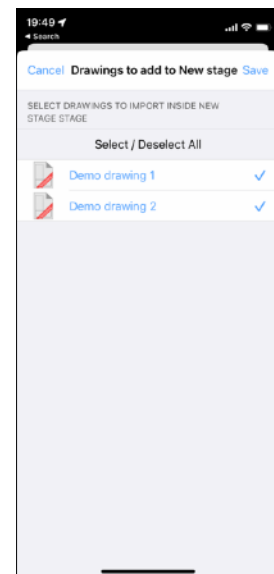 19:49
Search
Cancel Drawings to add to New stage Save
SELECT DRAWINGS TO IMPORT INSIDE NEW
STAGE STAGE
Select / Deselect All
Demo drawing 1
Demo drawing 2